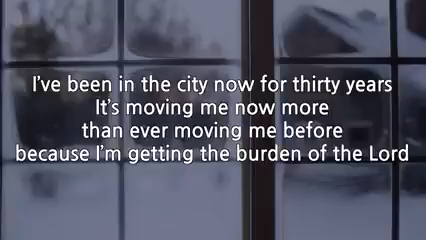 I've been in the city now for thirty years
It's moving me now more
than ever moving me before
because I'm getting the burden of the Lord